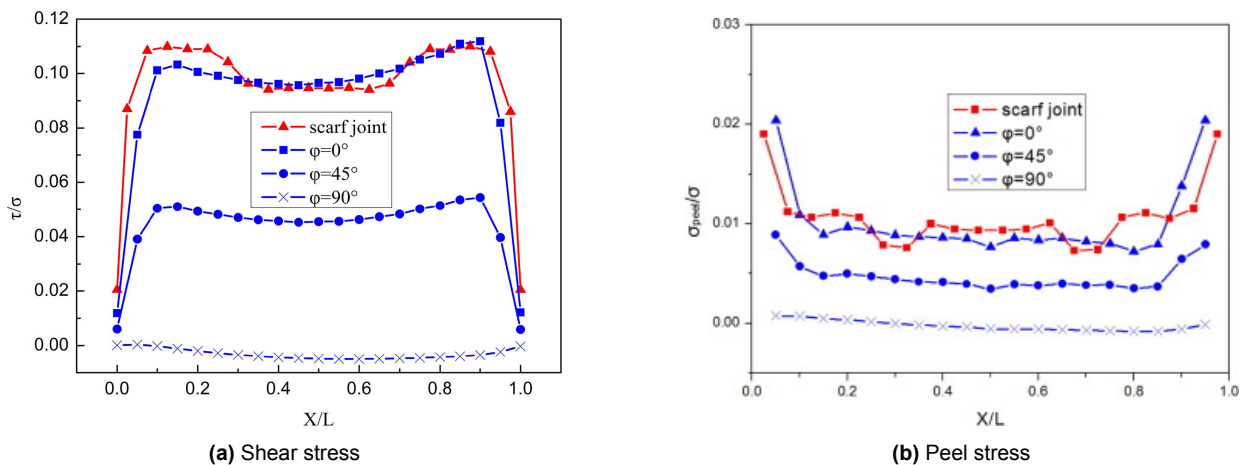 0.12
0.10
0.08
0.06
0.04
0.02
0.00
τ/σ
scarf joint
φ=0°
φ=45°
φ=90°
0.0 0.2 0.4 0.6 0.8 1.0
X/L
(a) Shear stress
0.03
0.02
0.01
0.00
σpeel/σ
scarf joint
φ=0°
φ=45°
φ=90°
0.0 0.2 0.4 0.6 0.8 1.0
X/L
(b) Peel stress